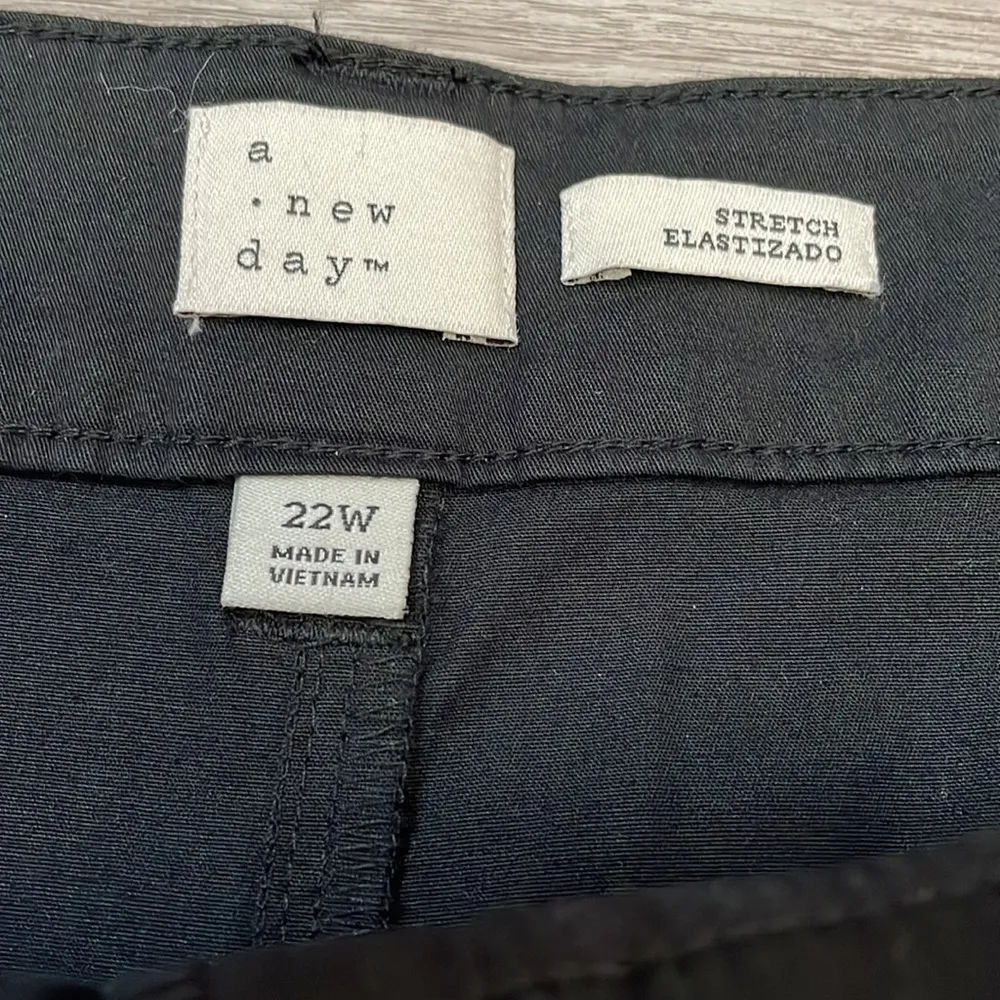 a
· new
day™
STRETCH
ELASTIZADO
22W
MADE IN
VIETNAM